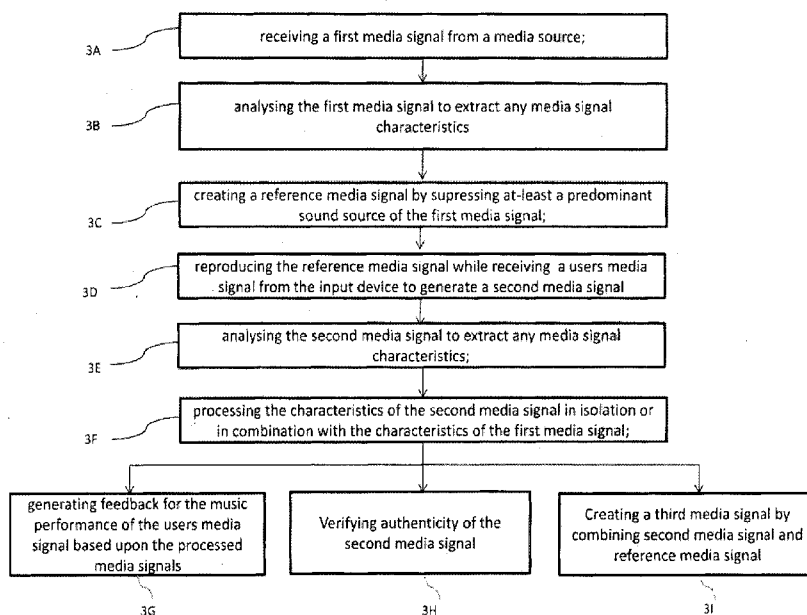 receiving a first media signal from a media source;
3A
analysing the first media signal to extract any media signal
characteristics
3B
creating a reference media signal by supressing at-least a predominant
sound source of the first media signal;
3C
reproducing the reference media signal while receiving a users media
signal from the input device to generate a second media signal
3D
analysing the second media signal to extract any media signal
characteristics;
3E
processing the characteristics of the second media signal in isolation or
in combination with the characteristics of the first media signal;
3F
generating feedback for the music
performance of the users media
signal based upon the processed
media signals
Verifying authenticity of the
second media signal
Creating a third media signal by
combining second media signal and
reference media signal
3G
3H
3I